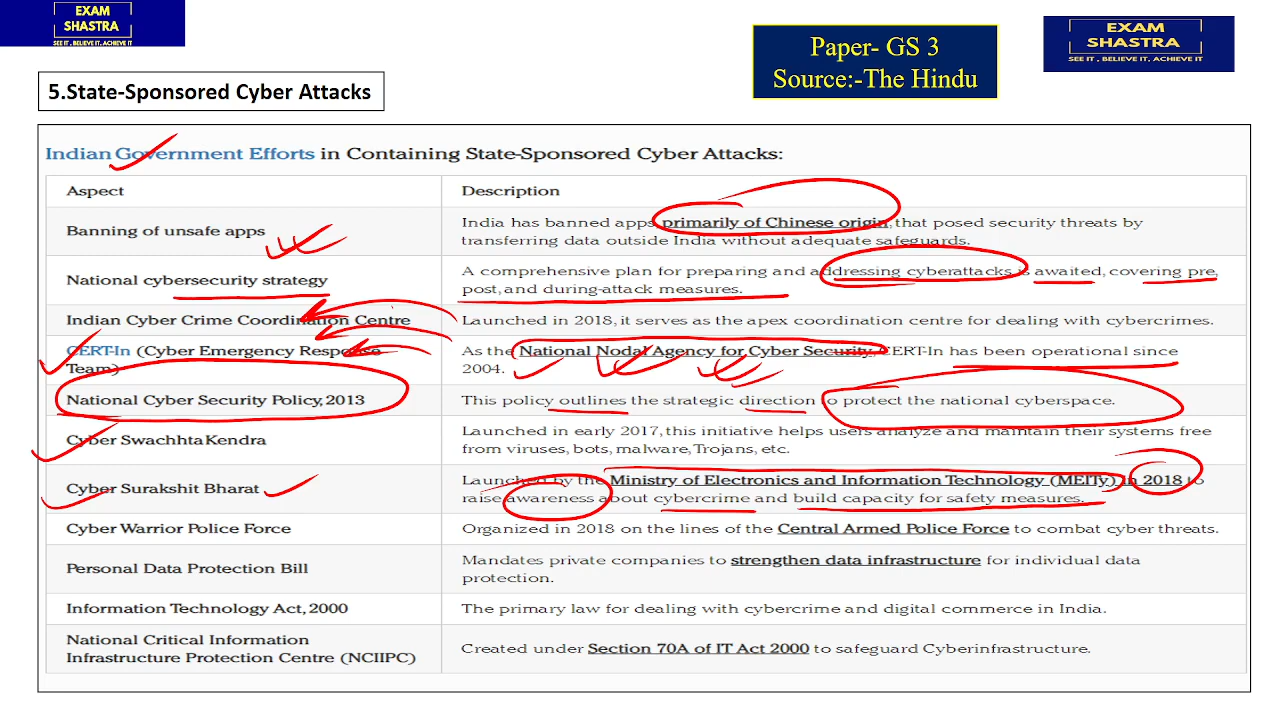 EXAM
SHASTRA
SEE IT, BELIEVE IT, ACHIEVE IT
Paper- GS 3
Source:-The Hindu
EXAM
SHASTRA
SEE IT , BELIEVE IT, ACHIEVE IT
5.State-Sponsored Cyber Attacks
Indian Government Efforts in Containing State-Sponsored Cyber Attacks:
Aspect
Description
Banning of unsafe apps
India has banned apps primarily of Chinese origin, that posed security threats by
transferring data outside India without adequate safeguards.
National cybersecurity strategy
A comprehensive plan for preparing and addressing cyberattacks is awaited, covering pre,
post, and during-attack measures.
Indian Cyber Crime Coordination Centre
Launched in 2018, it serves as the apex coordination centre for dealing with cybercrimes.
CERT-In (Cyber Emergency Response
Team)
As the National Nodal Agency for Cyber Security, CERT-In has been operational since
2004.
National Cyber Security Policy, 2013
This policy outlines the strategic direction to protect the national cyberspace.
Cyber Swachhta Kendra
Launched in early 2017, this initiative helps users analyze and maintain their systems free
from viruses, bots, malware, Trojans, etc.
Cyber Surakshit Bharat
Launched by the Ministry of Electronics and Information Technology (MEITy) in 2018 to
raise awareness about cybercrime and build capacity for safety measures.
Cyber Warrior Police Force
Organized in 2018 on the lines of the Central Armed Police Force to combat cyber threats.
Personal Data Protection Bill
Mandates private companies to strengthen data infrastructure for individual data
protection.
Information Technology Act, 2000
The primary law for dealing with cybercrime and digital commerce in India.
National Critical Information
Infrastructure Protection Centre (NCIIPC)
Created under Section 70A of IT Act 2000 to safeguard Cyberinfrastructure.